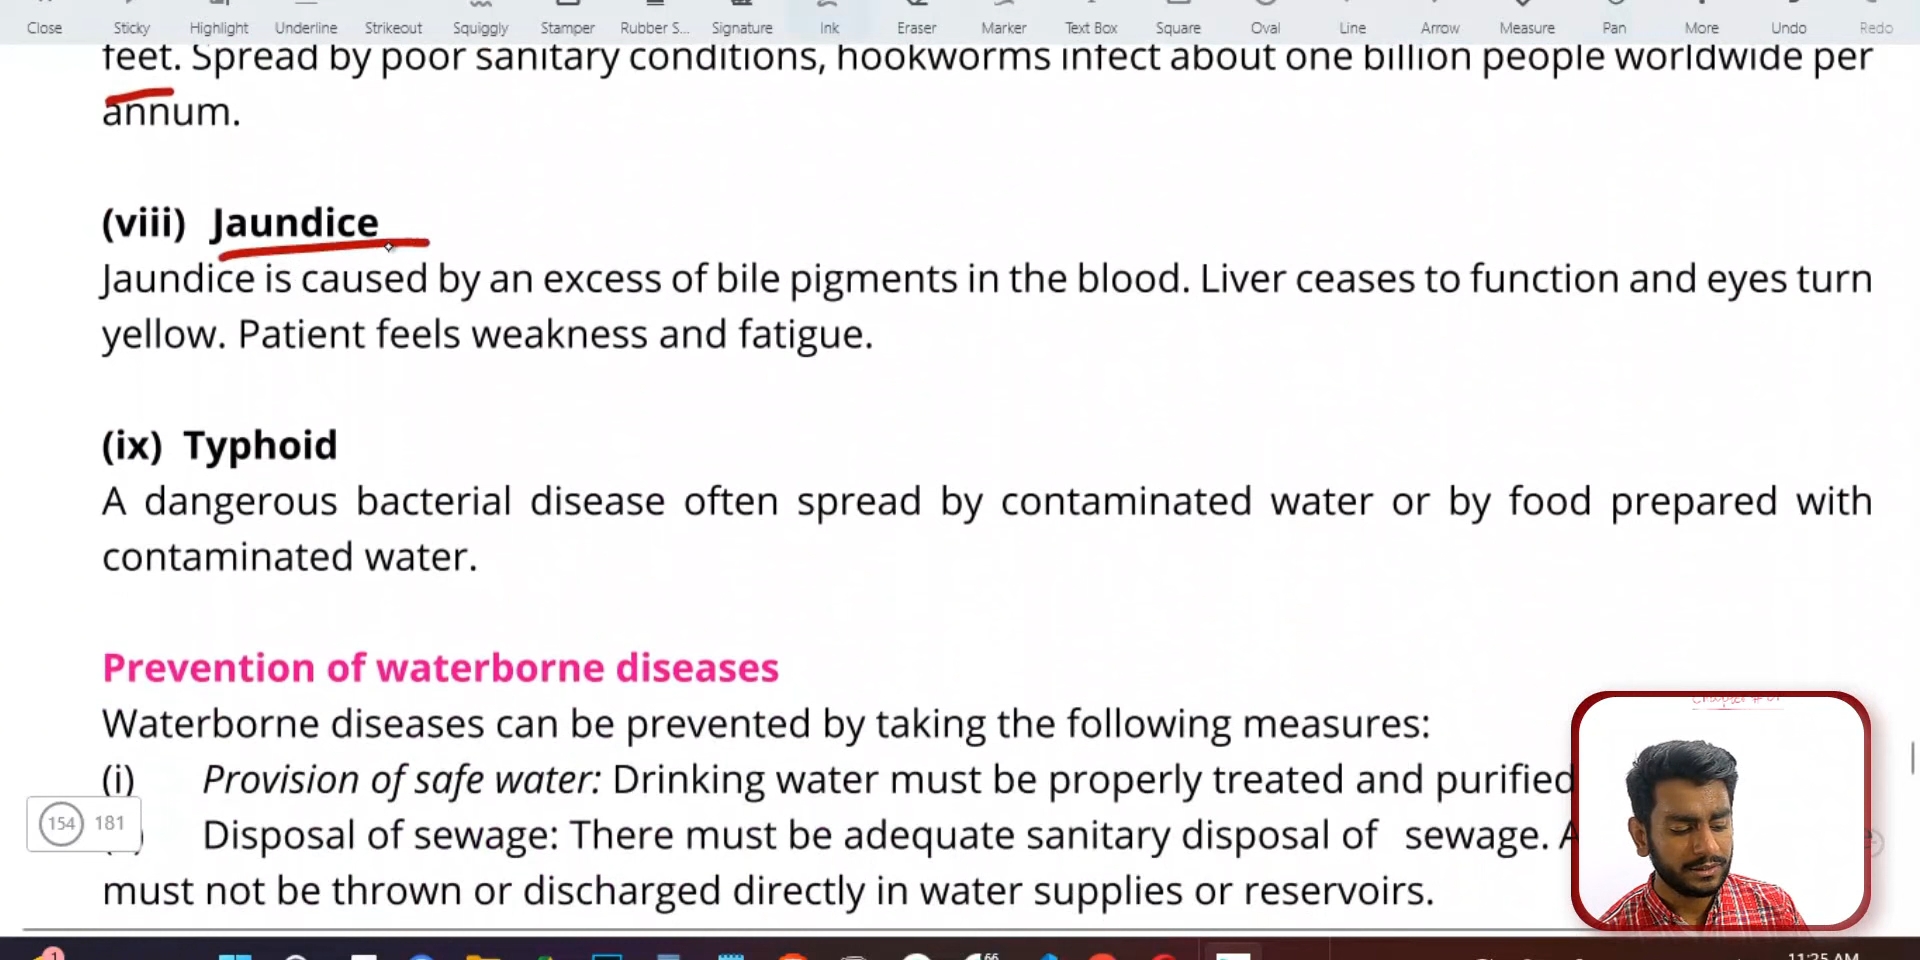 Close Sticky Highlight Underline Strikeout Squiggly Stamper Rubber S... Signature Ink Eraser Marker Text Box Square Oval Line Arrow Measure Pan More Undo Redo
feet. Spread by poor sanitary conditions, hookworms infect about one billion people worldwide per
annum.
(viii) Jaundice
Jaundice is caused by an excess of bile pigments in the blood. Liver ceases to function and eyes turn
yellow. Patient feels weakness and fatigue.
(ix) Typhoid
A dangerous bacterial disease often spread by contaminated water or by food prepared with
contaminated water.
Prevention of waterborne diseases
Waterborne diseases can be prevented by taking the following measures:
(i) Provision of safe water: Drinking water must be properly treated and purified
154 181
Disposal of sewage: There must be adequate sanitary disposal of sewage.
must not be thrown or discharged directly in water supplies or reservoirs.
1
66
11:25 AM